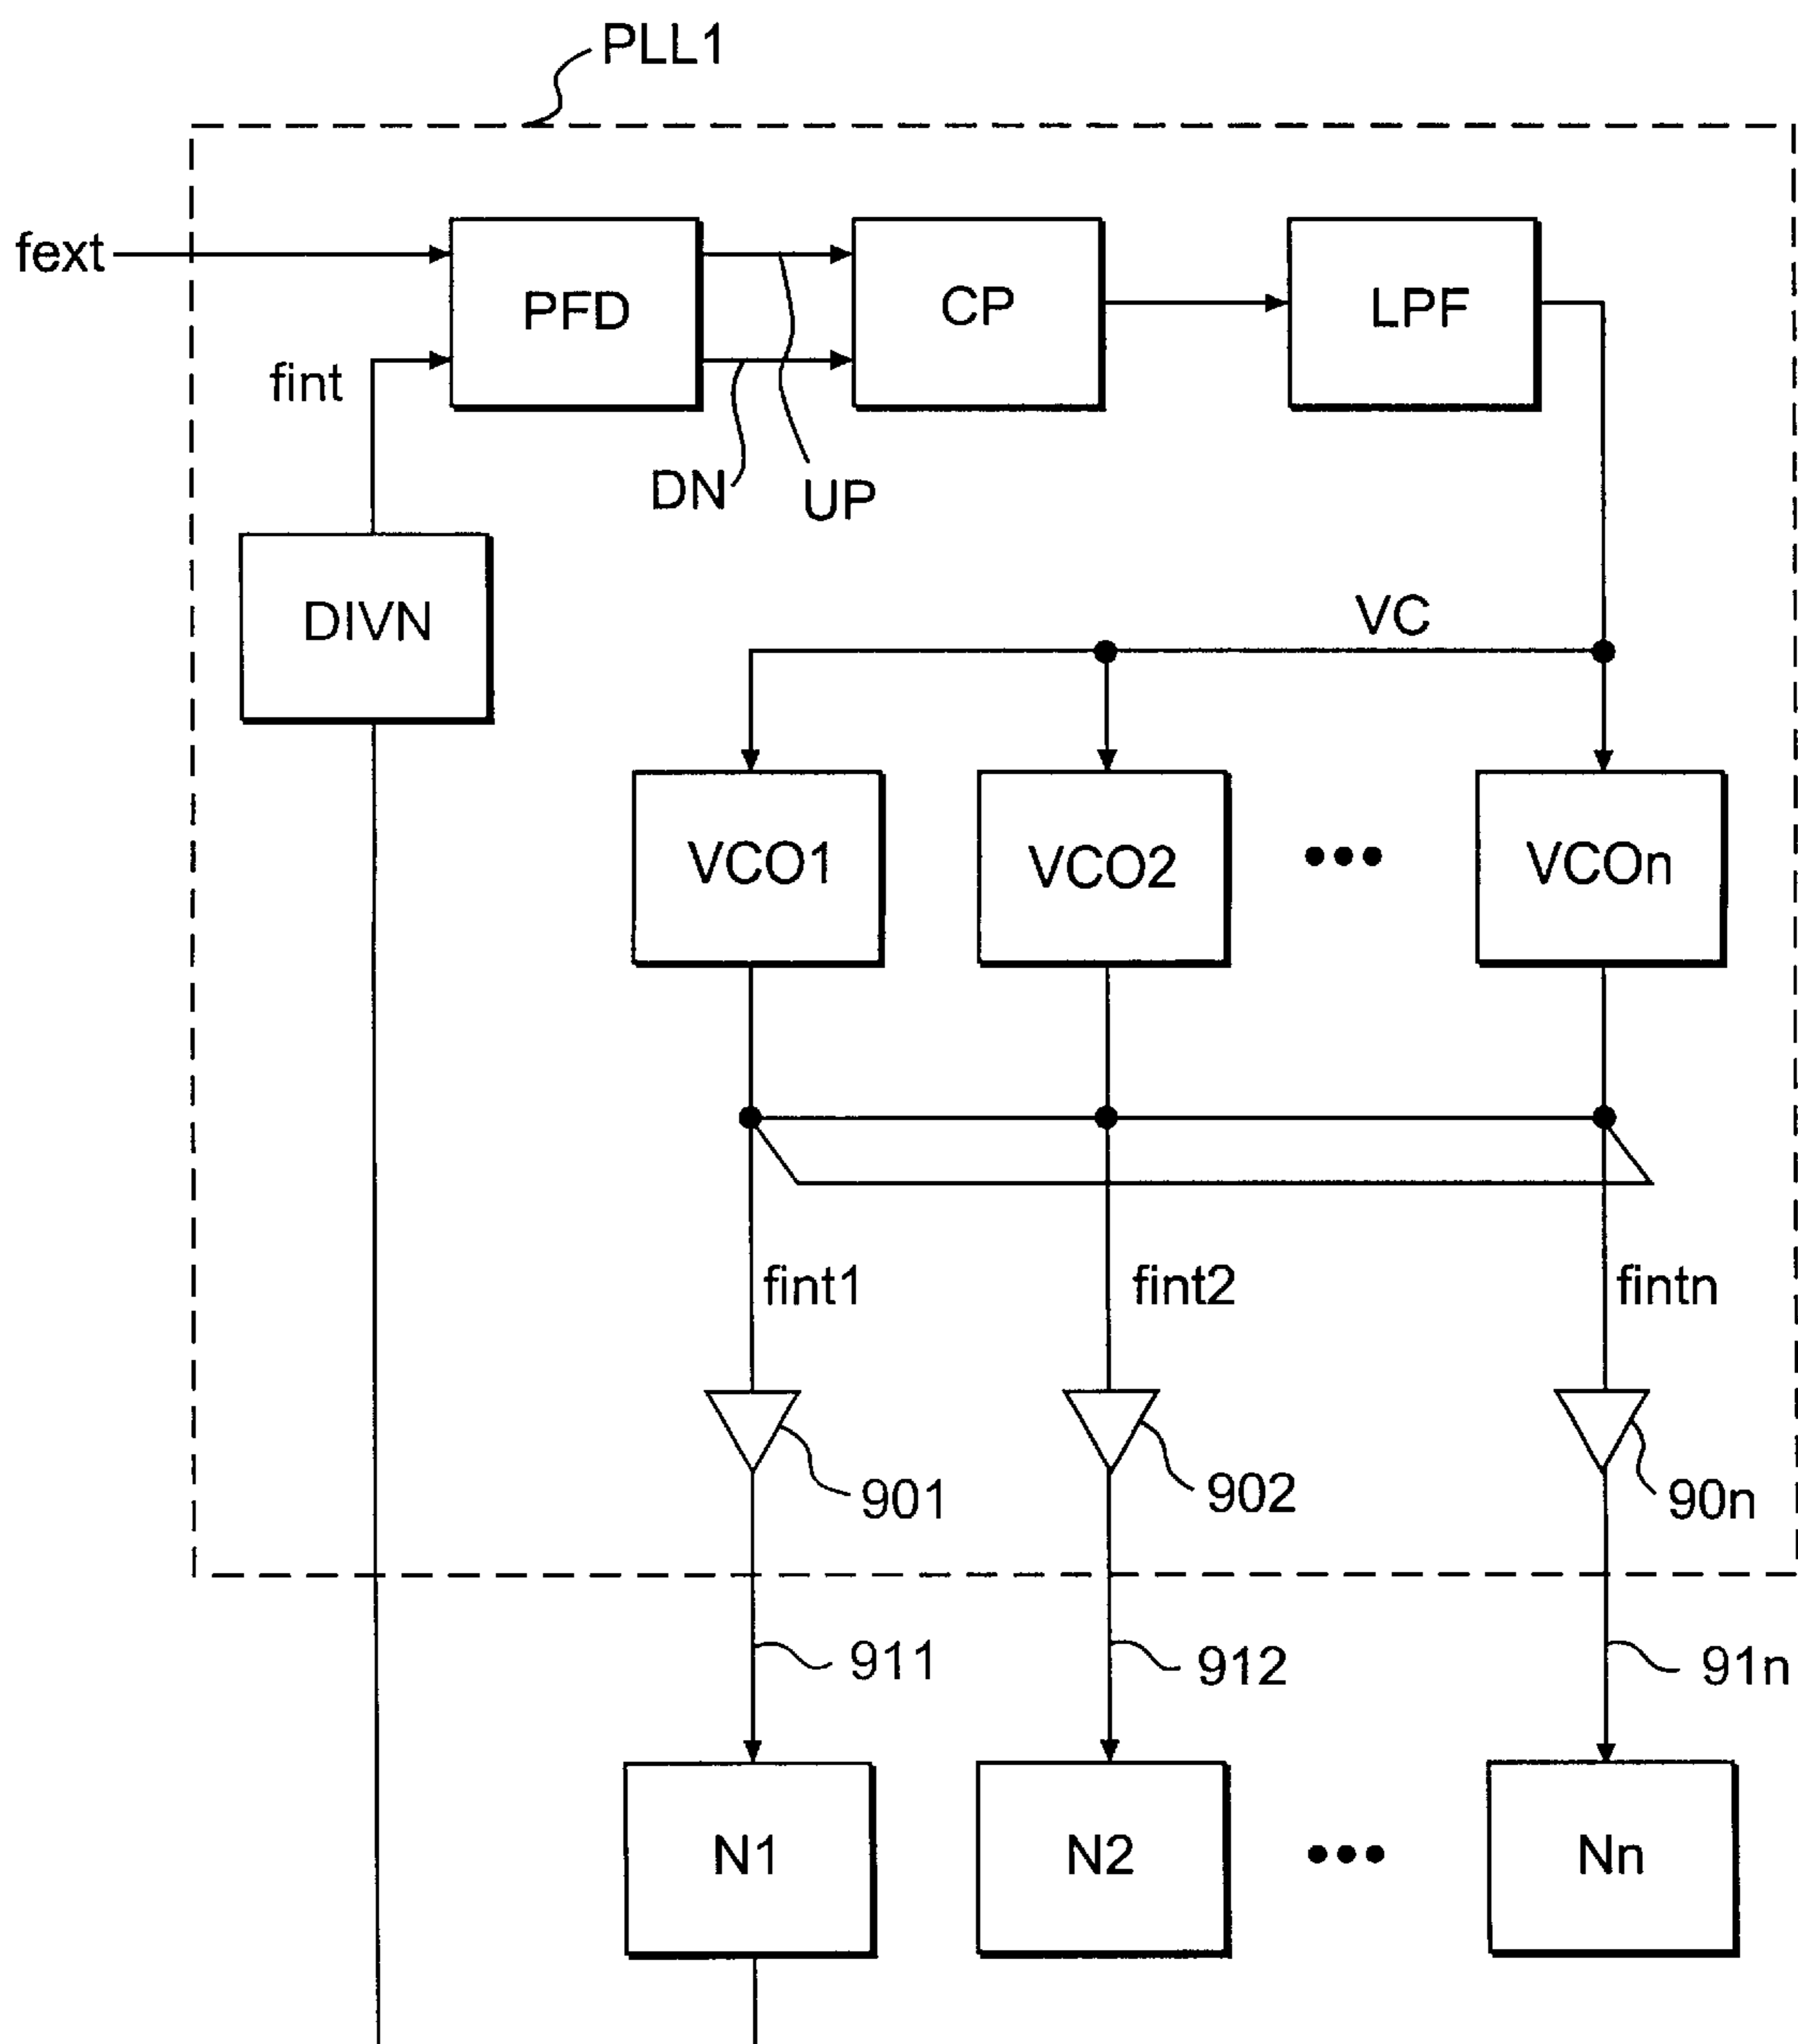 PLL1
fext
PFD
CP
LPF
fint
DN
UP
DIVN
VC
VCO1
VCO2
VCOn
fint1
fint2
fintn
901
902
90n
911
912
91n
N1
N2
Nn